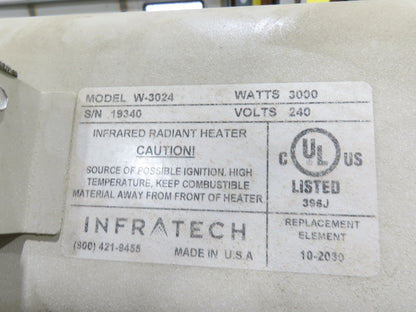 MODEL W-3024 WATTS 3000
S/N 19340 VOLTS 240
INFRARED RADIANT HEATER
CAUTION!
SOURCE OF POSSIBLE IGNITION. HIGH
TEMPERATURE, KEEP COMBUSTIBLE
MATERIAL AWAY FROM FRONT OF HEATER
C UL US
LISTED
396J
INFRATECH
(800) 421-9455 MADE IN U.S.A
REPLACEMENT
ELEMENT
10-2030